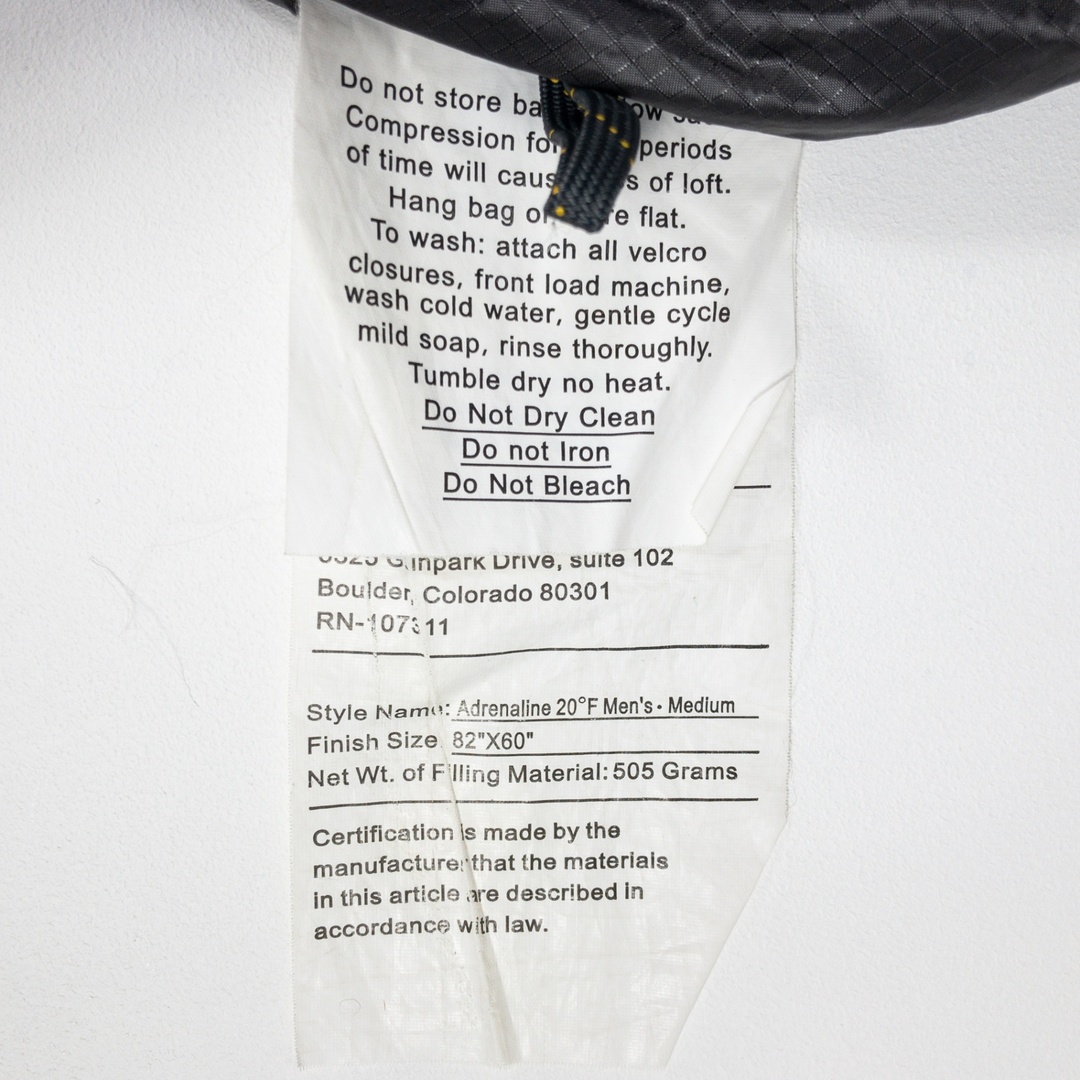 Do not store
Compression periods
of time will of loft.
Hang bag flat.
To wash: attach all velcro
closures, front load machine,
wash cold water, gentle cycle
mild soap, rinse thoroughly.
Tumble dry no heat.
Do Not Dry Clean
Do not Iron
Do Not Bleach
Drive, suite 102
Boulder, Colorado 80301
Style Name: Adrenaline 20°F Men's • Medium
Finish Size 82"X60"
Net Wt. of Filling Material: 505 Grams
Certification is made by the
manufacturer that the materials
in this article are described in
accordance with law.